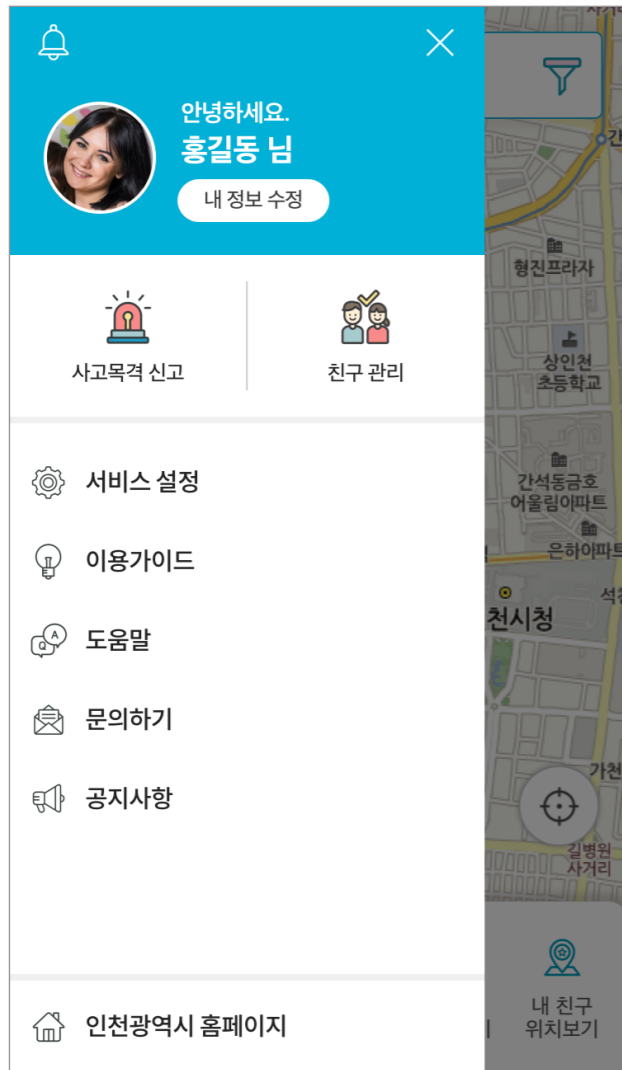 안녕하세요.
홍길동 님
내 정보 수정
사고목격 신고
친구 관리
서비스 설정
이용가이드
도움말
Q A
문의하기
공지사항
인천광역시 홈페이지
형진프라자
상인천
초등학교
간석동금호
어울림아파트
은하아파트
천시청
가천
길병원
사거리
내 친구
위치보기